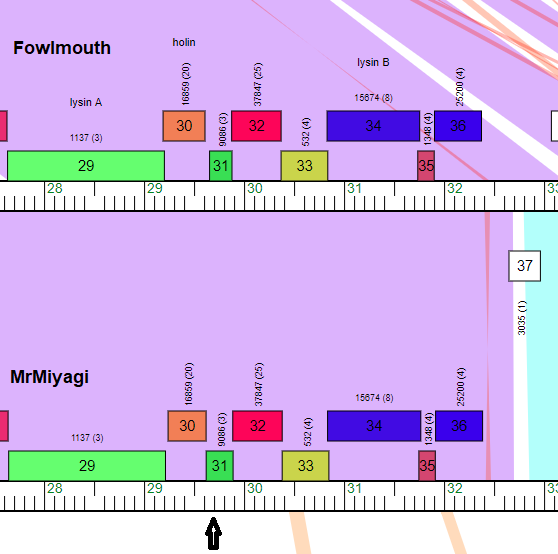 Fowlmouth
holin
lysin A
lysin B
1137 (3)
16859 (20)
9086 (3)
37847 (25)
532 (4)
15674 (8)
1348 (4)
25200 (4)
30 32 34 36
29 31 33 35
28 29 30 31 32 33
37
3035 (1)
MrMiyagi
1137 (3)
16859 (20)
9086 (3)
37847 (25)
532 (4)
15674 (8)
1348 (4)
25200 (4)
30 32 34 36
29 31 33 35
28 29 30 31 32 33